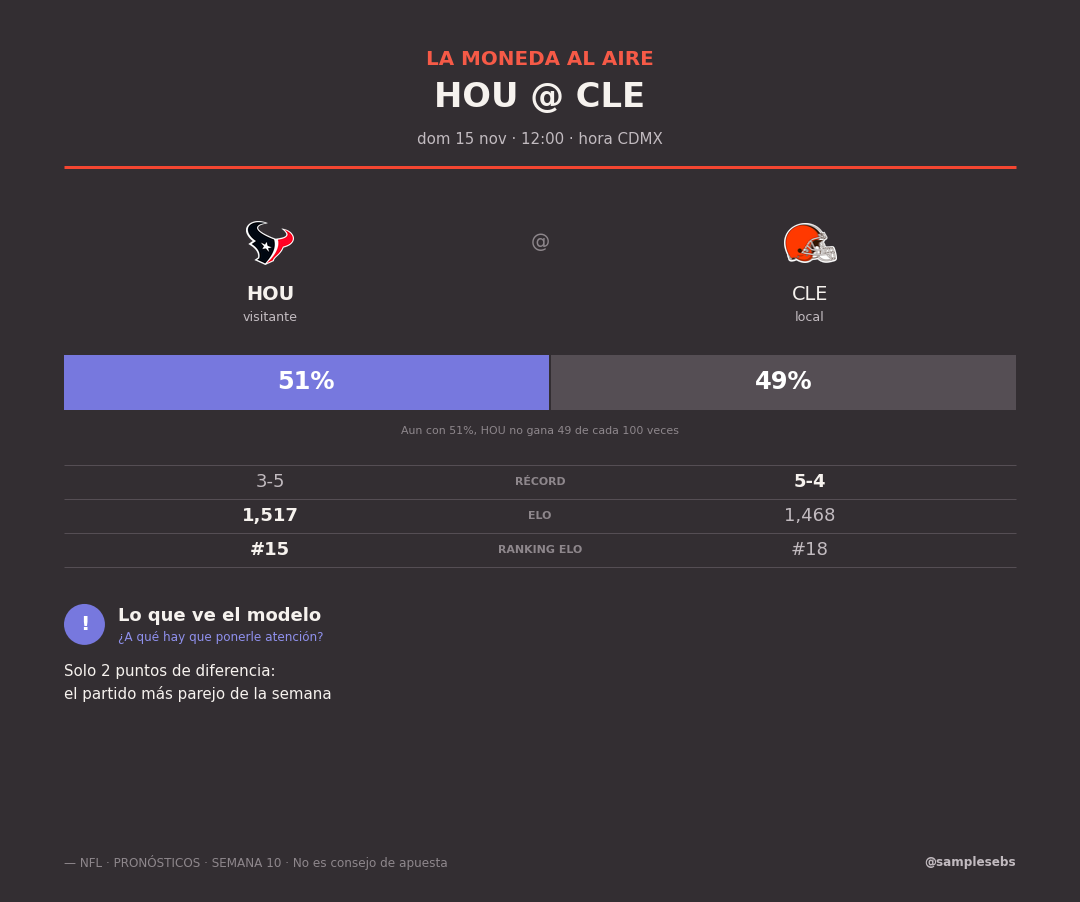 LA MONEDA AL AIRE
HOU @ CLE
dom 15 nov · 12:00 · hora CDMX
@
HOU
CLE
visitante
local
51%
49%
Aun con 51%, HOU no gana 49 de cada 100 veces
3-5 RÉCORD 5-4
1,517 ELO 1,468
#15 RANKING ELO #18
!
Lo que ve el modelo
¿A qué hay que ponerle atención?
Solo 2 puntos de diferencia:
el partido más parejo de la semana
— NFL · PRONÓSTICOS · SEMANA 10 · No es consejo de apuesta
@samplesebs